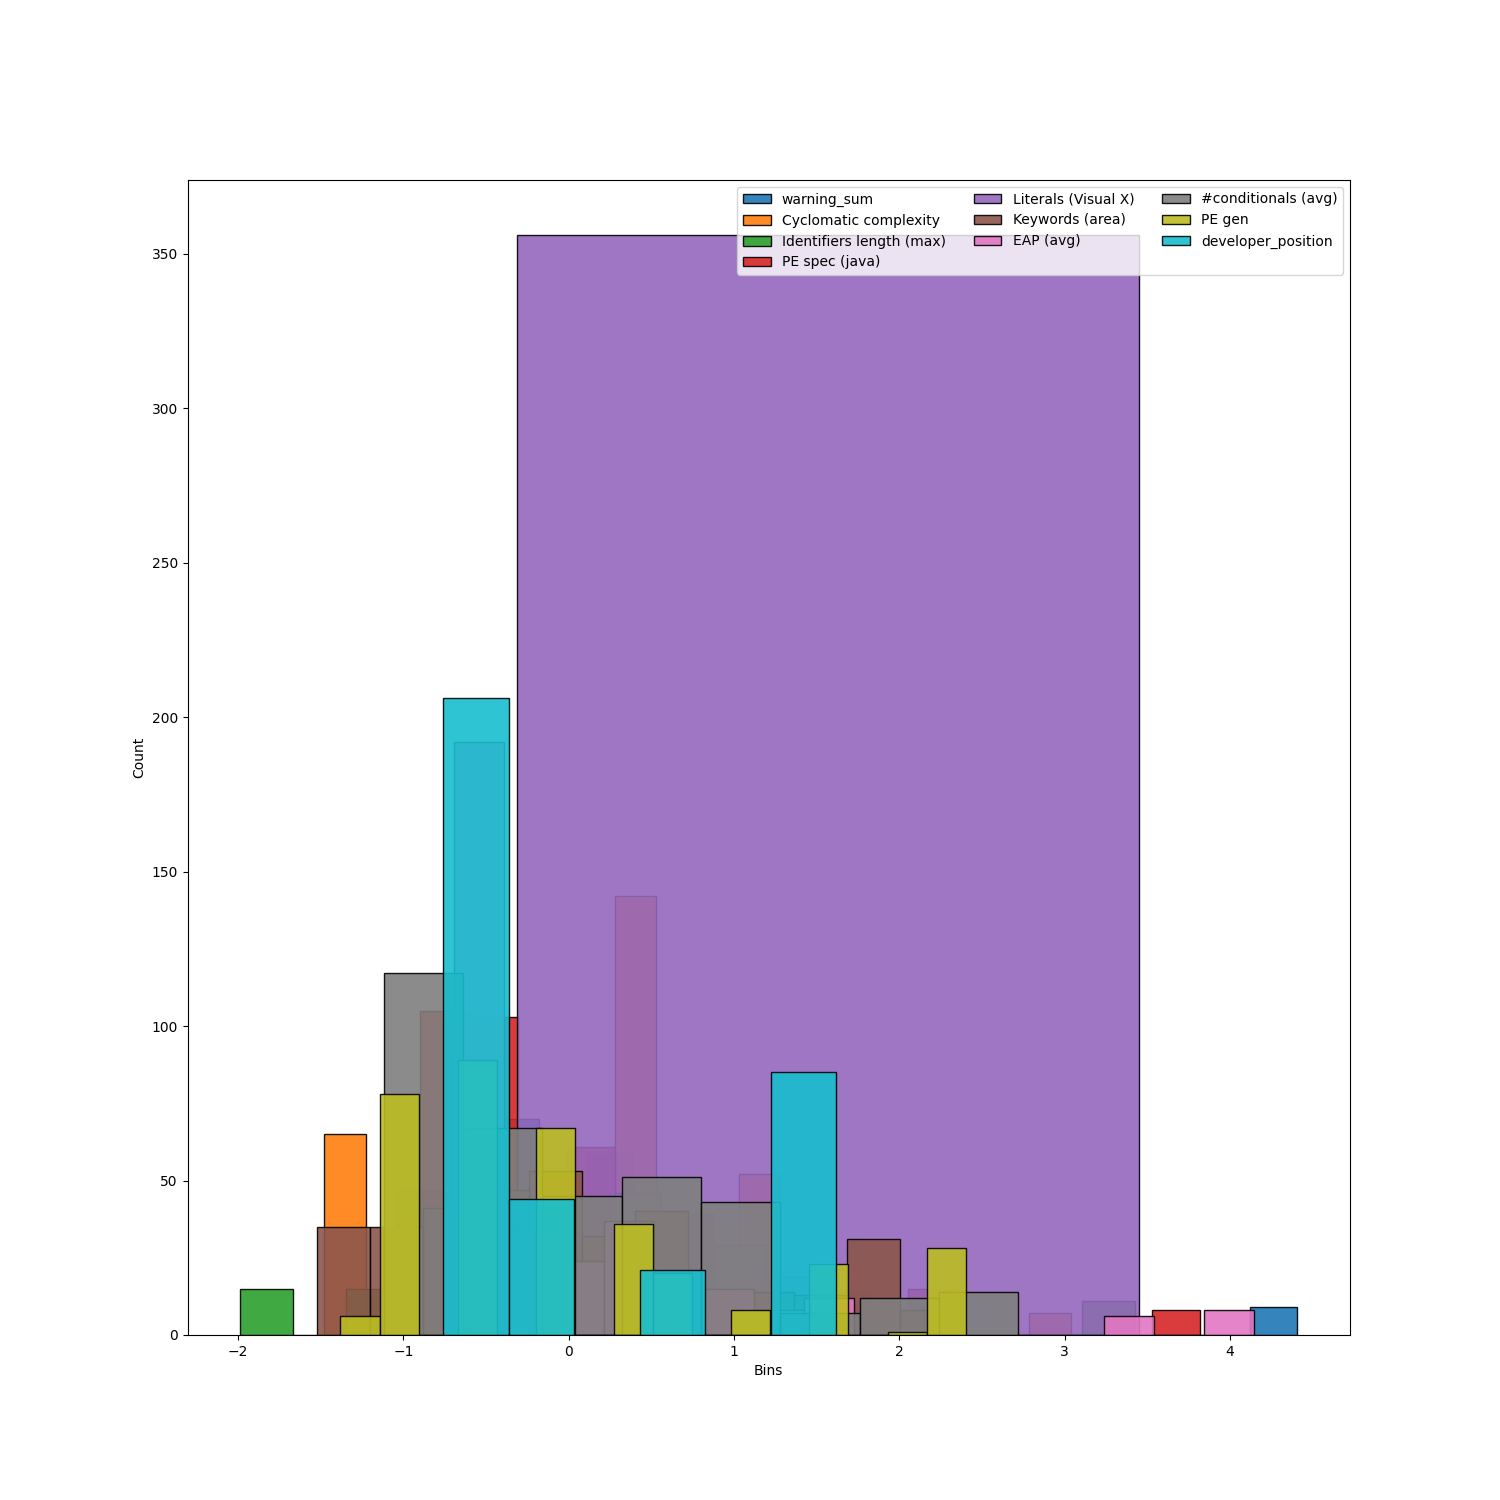 warning_sum
Cyclomatic complexity
Identifiers length (max)
PE spec (java)
Literals (Visual X)
Keywords (area)
EAP (avg)
#conditionals (avg)
PE gen
developer_position
350
300
250
200
150
100
50
0
Count
−2 −1 0 1 2 3 4
Bins